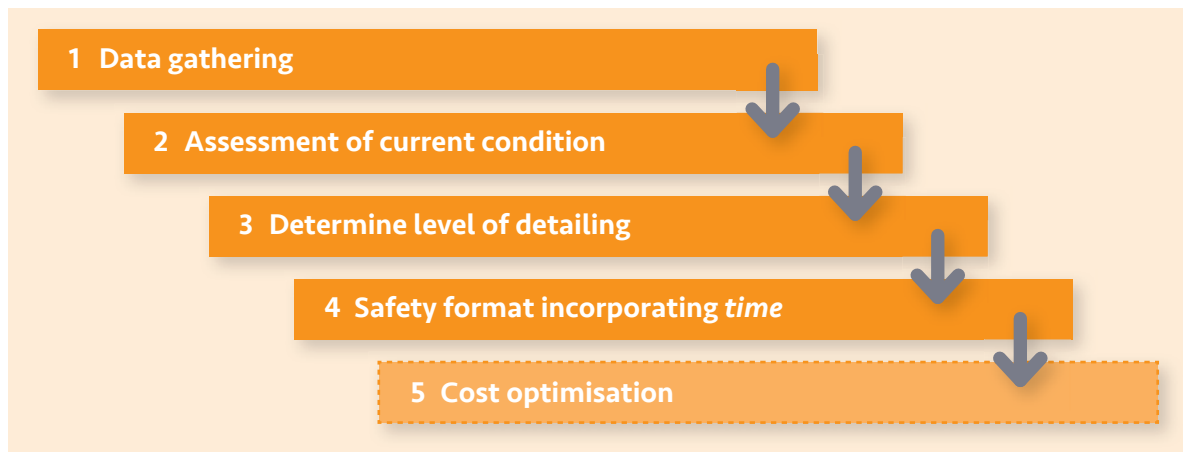 1 Data gathering
2 Assessment of current condition
3 Determine level of detailing
4 Safety format incorporating time
5 Cost optimisation